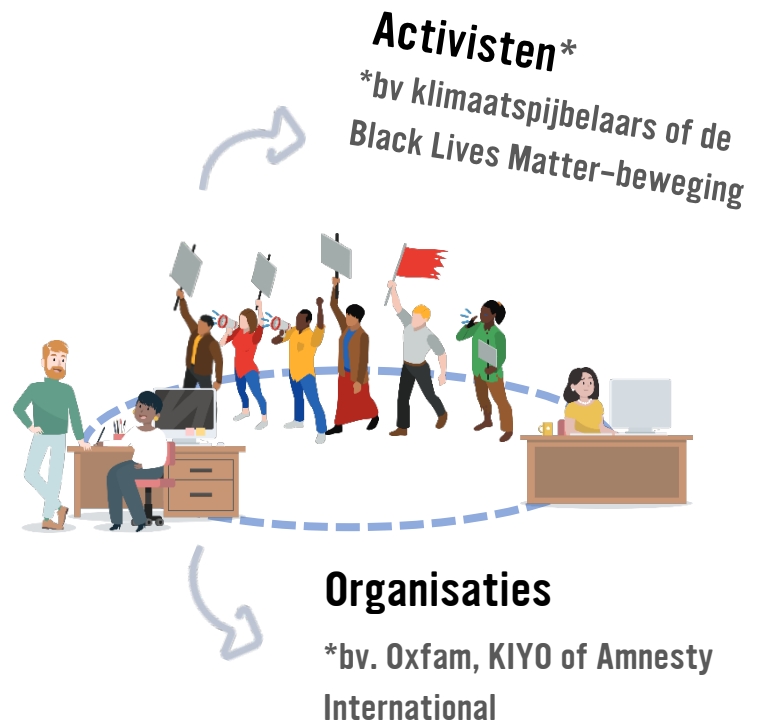 Activisten*
*bv klimaatspijbelaars of de
Black Lives Matter-beweging
Organisaties
*bv. Oxfam, KIYO of Amnesty
International